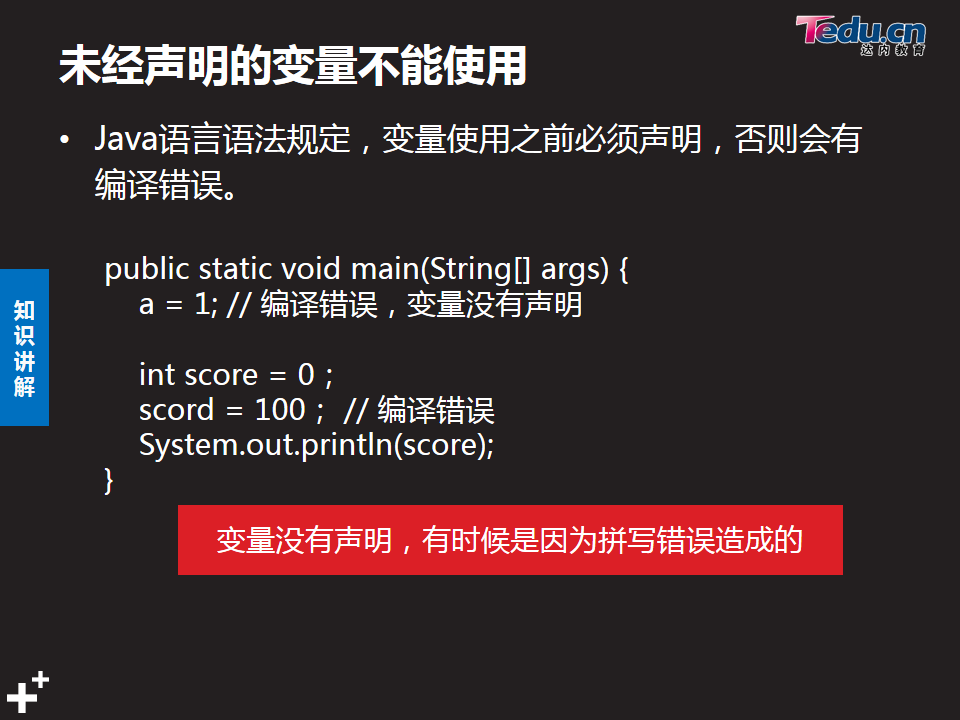 Tedu.cn
达内教育
未经声明的变量不能使用
• Java语言语法规定，变量使用之前必须声明，否则会有
编译错误。
public static void main(String[] args) {
a = 1; // 编译错误，变量没有声明
int score = 0 ;
scord = 100 ; // 编译错误
System.out.println(score);
}
知识讲解
变量没有声明，有时候是因为拼写错误造成的